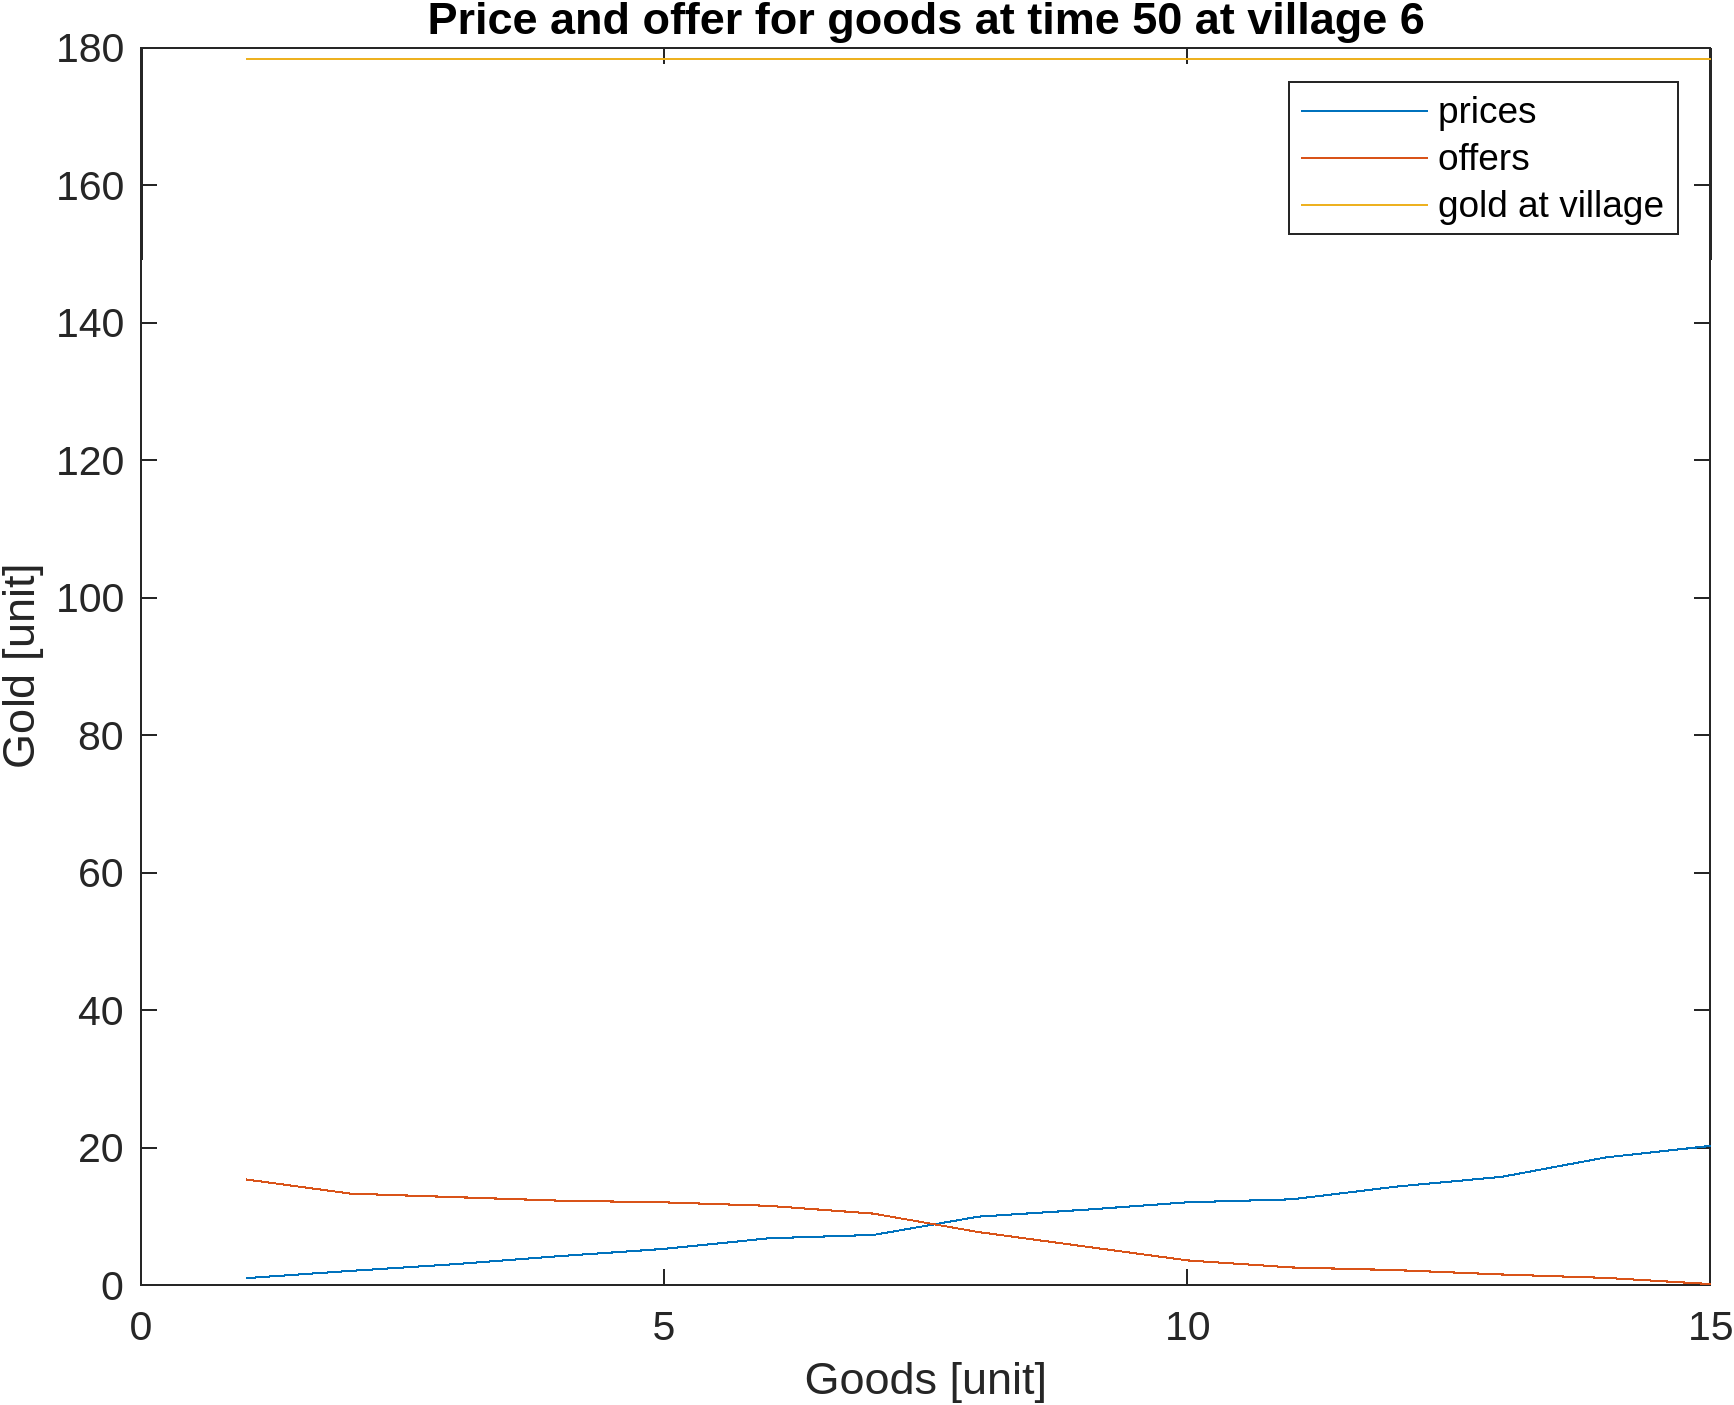 Price and offer for goods at time 50 at village 6
180
160
140
120
100
80
60
40
20
0
Gold [unit]
prices
offers
gold at village
0 5 10 15
Goods [unit]